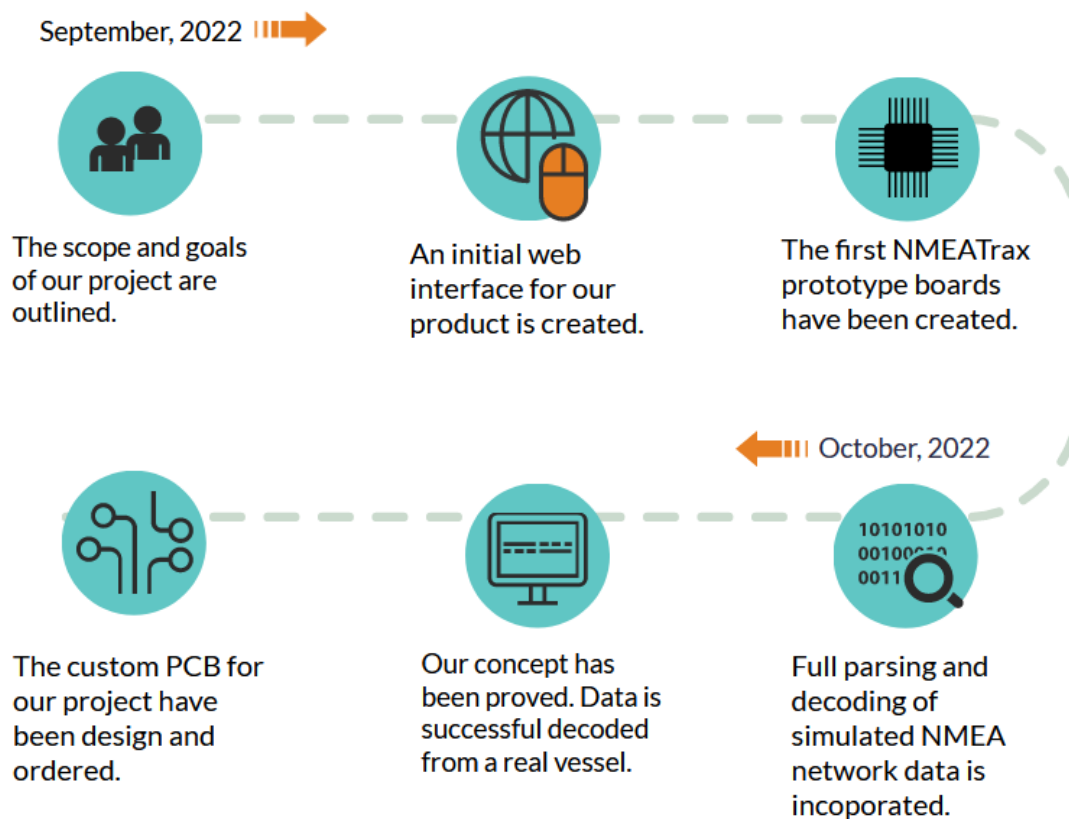 September, 2022
The scope and goals
of our project are
outlined.
An initial web
interface for our
product is created.
The first NMEATrax
prototype boards
have been created.
October, 2022
10101010
00100010
0011
Full parsing and
decoding of
simulated NMEA
network data is
incoporated.
Our concept has
been proved. Data is
successful decoded
from a real vessel.
The custom PCB for
our project have
been design and
ordered.